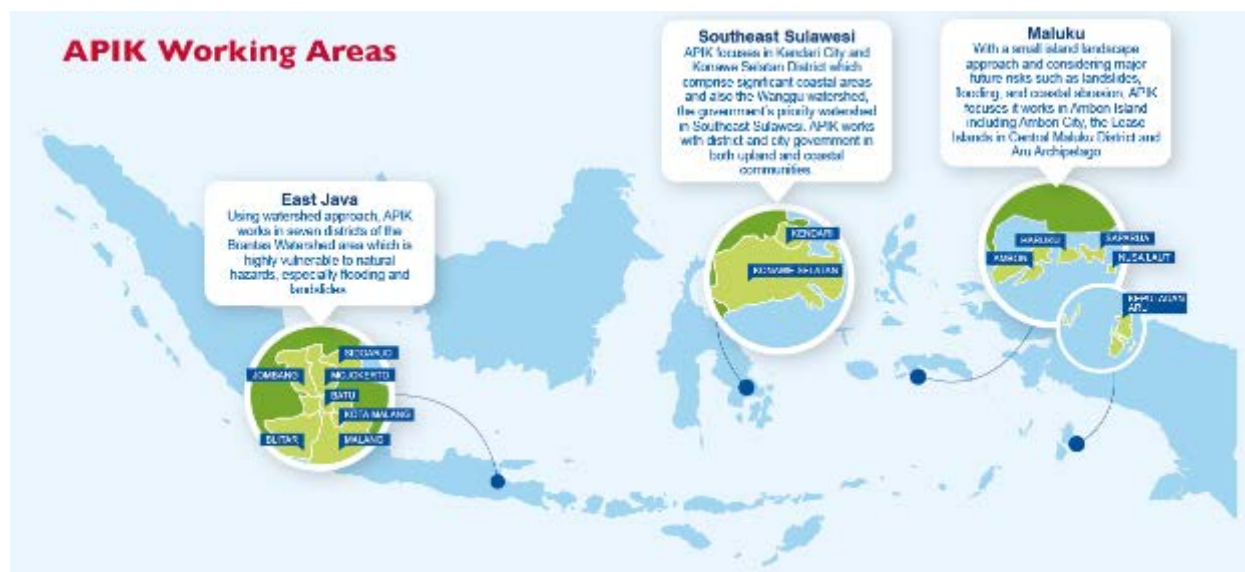 APIK Working Areas
Southeast Sulawesi
APIK focuses in Kendari City and
Konawe Selatan District which
comprise significant coastal areas
and also the Wanggu watershed,
the government's priority watershed
in Southeast Sulawesi. APIK works
with district and city government in
both upland and coastal
communities.
Maluku
With a small island landscape
approach and considering major
future risks such as landslides,
flooding, and coastal abrasion, APIK
focuses it works in Ambon Island
including Ambon City, the Lease
Islands in Central Maluku District and
Aru Archipelago
East Java
Using watershed approach, APIK
works in seven districts of the
Brantas Watershed area which is
highly vulnerable to natural
hazards, especially flooding and
landslides
KENDARI
KONAWE SELATAN
HARUKU
SAPARUA
AMBON
NUSA LAUT
KEPULAUAN
ARU
SIDOARJO
JOMBANG
MOJOKERTO
BATU
KOTA MALANG
BLITAR
MALANG